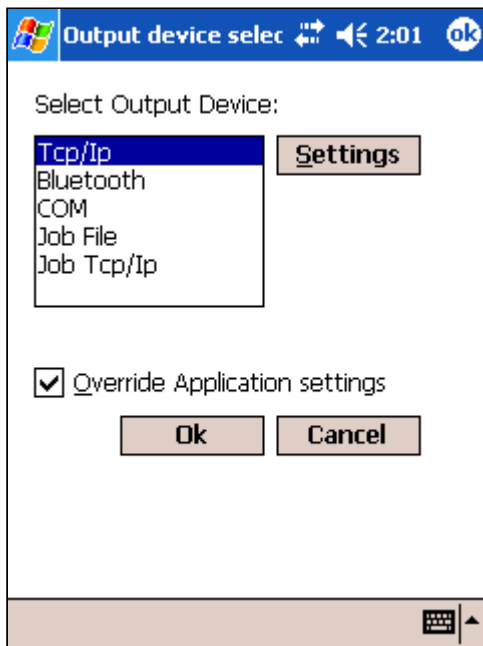 Output device selec 2:01 ok
Select Output Device:
Tcp/Ip
Settings
Bluetooth
COM
Job File
Job Tcp/Ip
Override Application settings
Ok Cancel